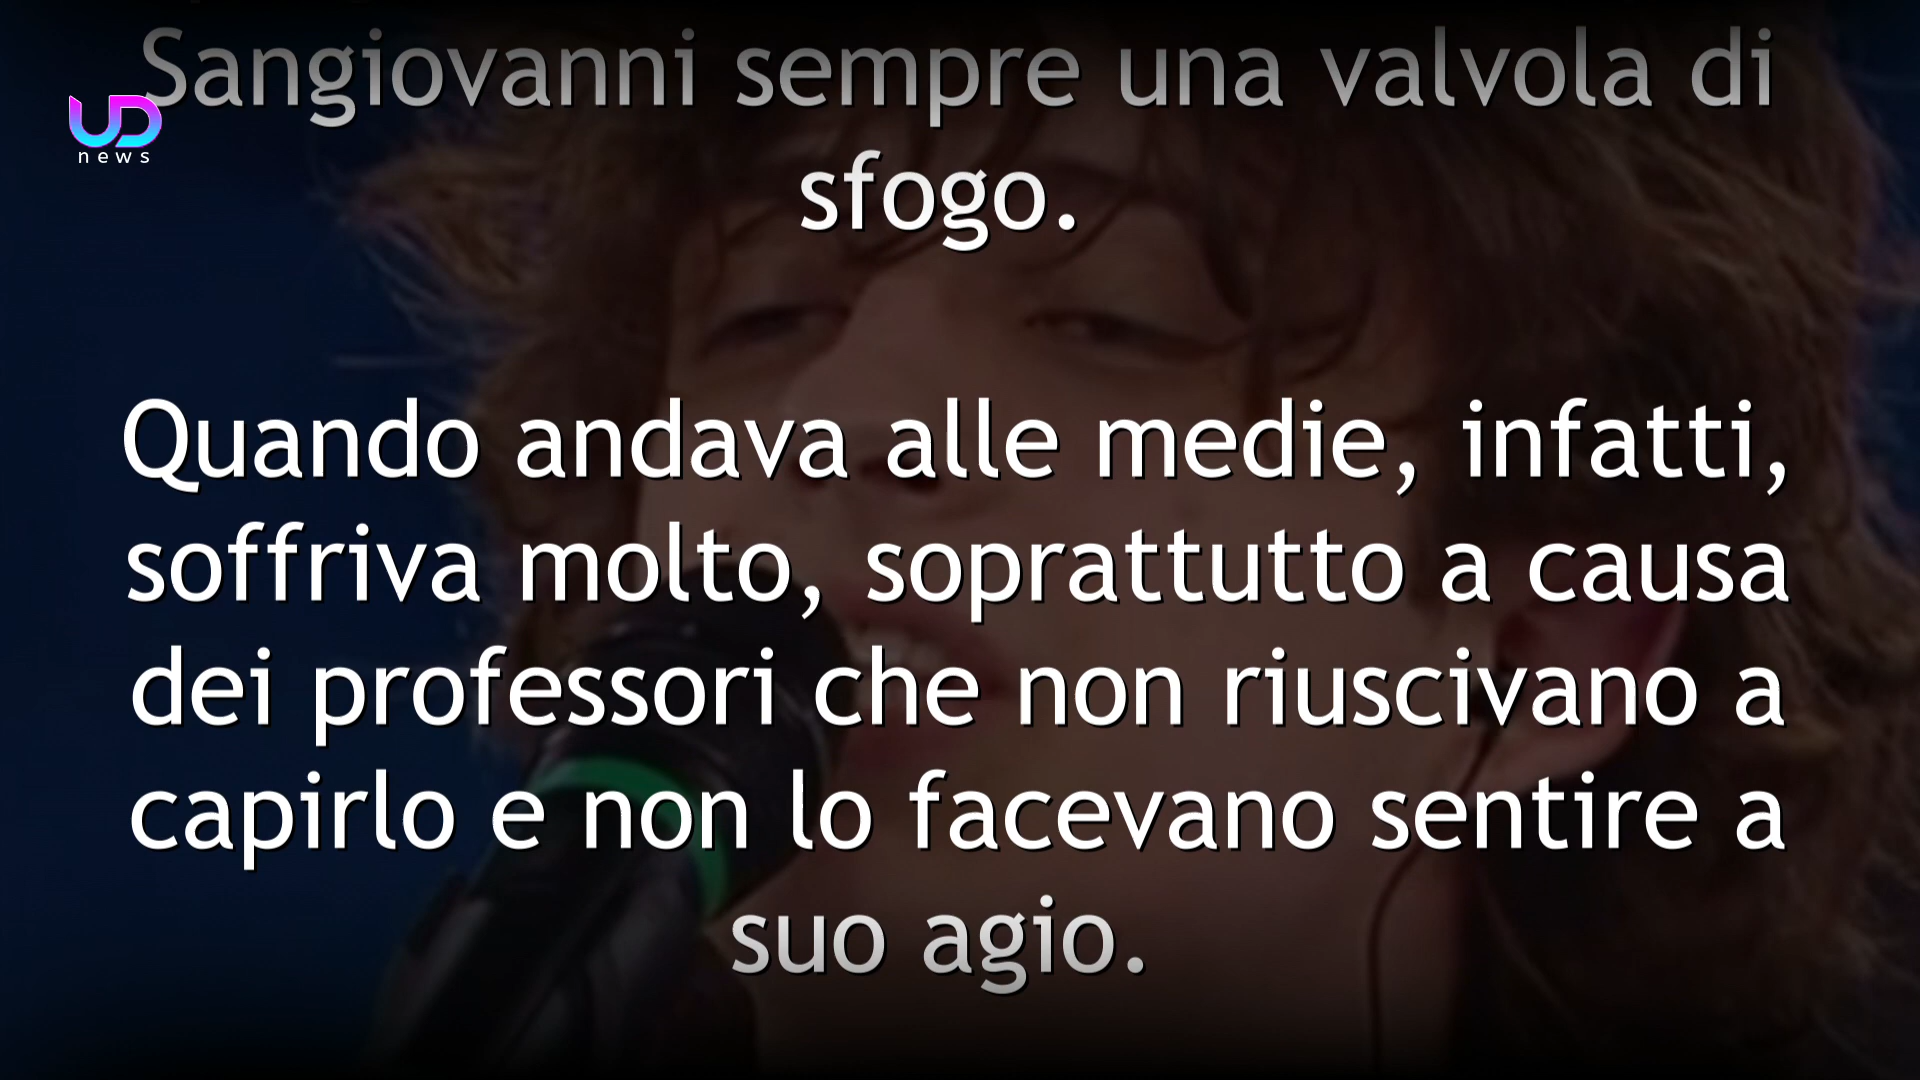 Sangiovanni sempre una valvola di
UD
news
sfogo.
Quando andava alle medie, infatti,
soffriva molto, soprattutto a causa
dei professori che non riuscivano a
capirlo e non lo facevano sentire a
suo agio.